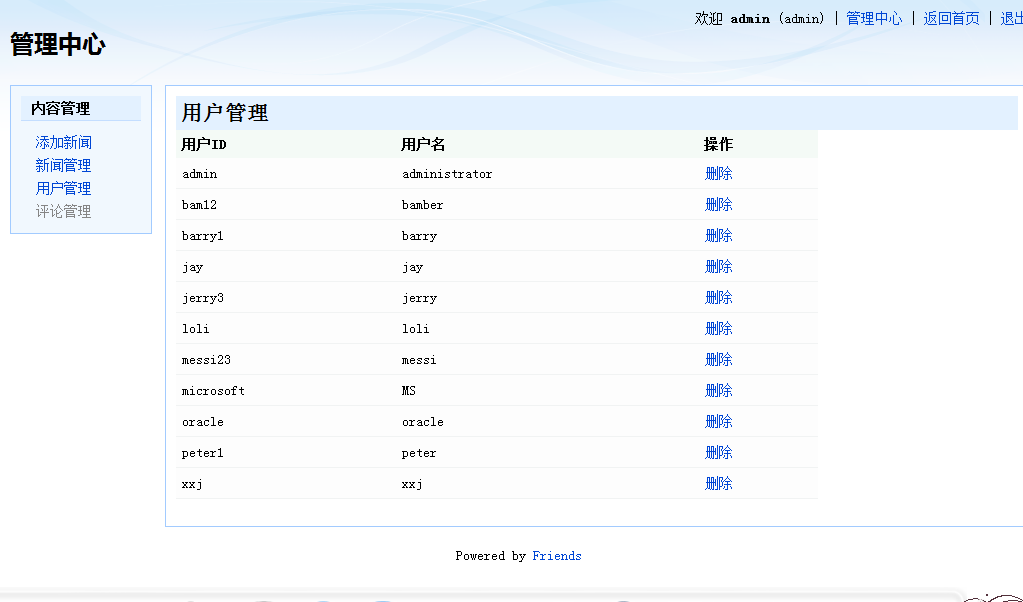 欢迎 admin (admin) | 管理中心 | 返回首页 | 退出
管理中心
内容管理
添加新闻
新闻管理
用户管理
评论管理
用户管理
用户ID 用户名 操作
admin administrator 删除
bam12 bamber 删除
barry1 barry 删除
jay jay 删除
jerry3 jerry 删除
loli loli 删除
messi23 messi 删除
microsoft MS 删除
oracle oracle 删除
peter1 peter 删除
xxj xxj 删除
Powered by Friends